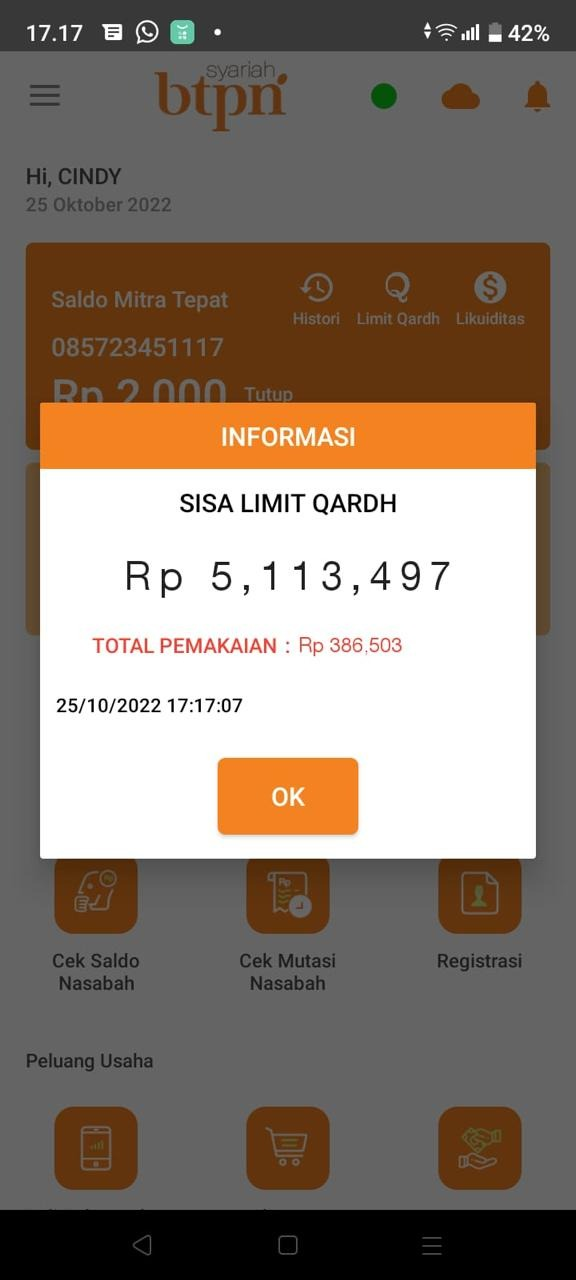 17.17
42%
syariah
btpn
Hi, CINDY
25 Oktober 2022
Saldo Mitra Tepat
Histori
Limit Qardh
Likuiditas
085723451117
Rp 2.000
Tutup
INFORMASI
SISA LIMIT QARDH
Rp 5,113,497
TOTAL PEMAKAIAN : Rp 386,503
25/10/2022 17:17:07
OK
Rp
Cek Saldo
Nasabah
Cek Mutasi
Nasabah
Registrasi
Peluang Usaha